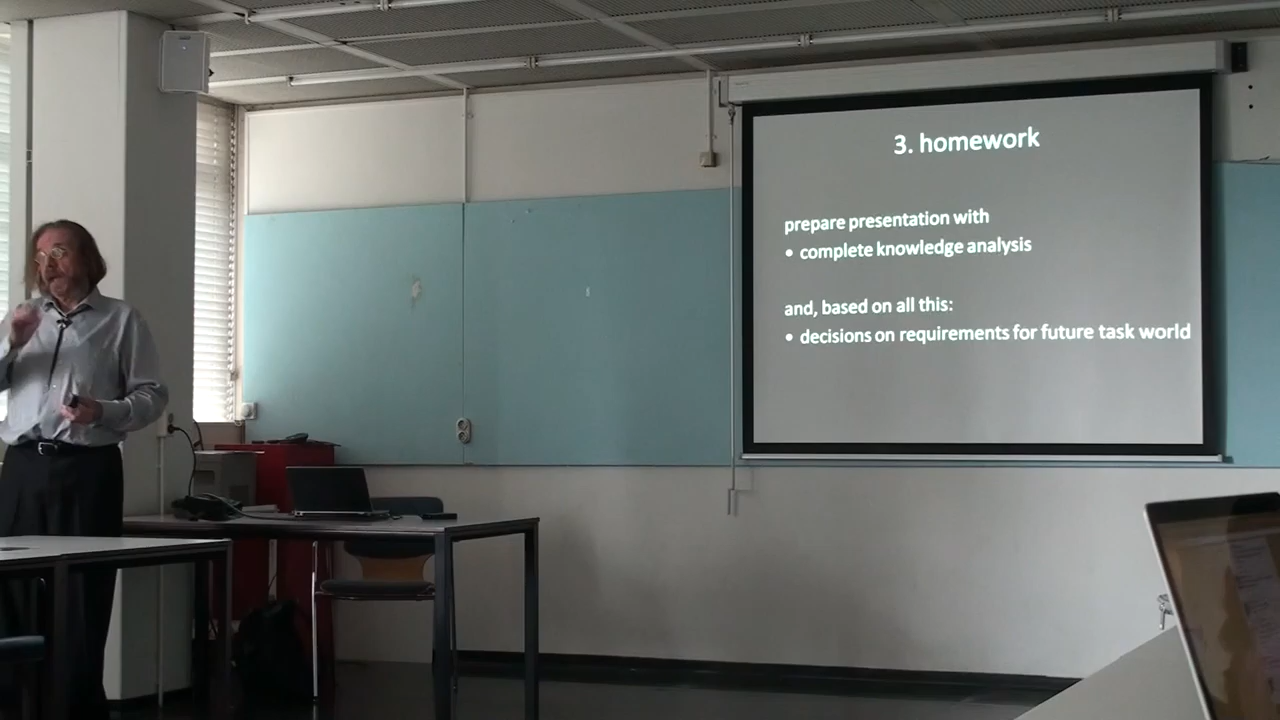 3. homework
prepare presentation with
• complete knowledge analysis
and, based on all this:
• decisions on requirements for future task world